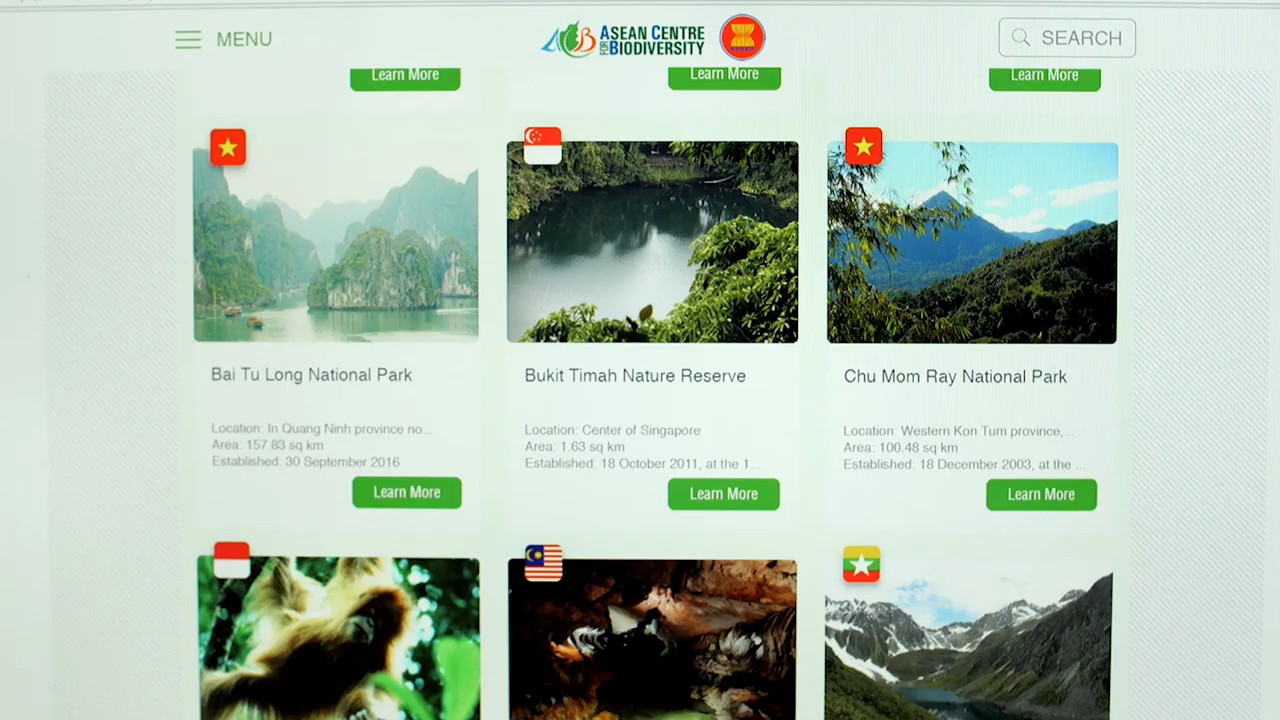 MENU
ASEAN CENTRE
FOR BIODIVERSITY
SEARCH
Learn More
Learn More
Learn More
Bai Tu Long National Park
Bukit Timah Nature Reserve
Chu Mom Ray National Park
Location: In Quang Ninh province no...
Area: 157.83 sq km
Established: 30 September 2016
Location: Center of Singapore
Area: 1.63 sq km
Established: 18 October 2011, at the 1...
Location: Western Kon Tum province,...
Area: 100.48 sq km
Established: 18 December 2003, at the ...
Learn More
Learn More
Learn More